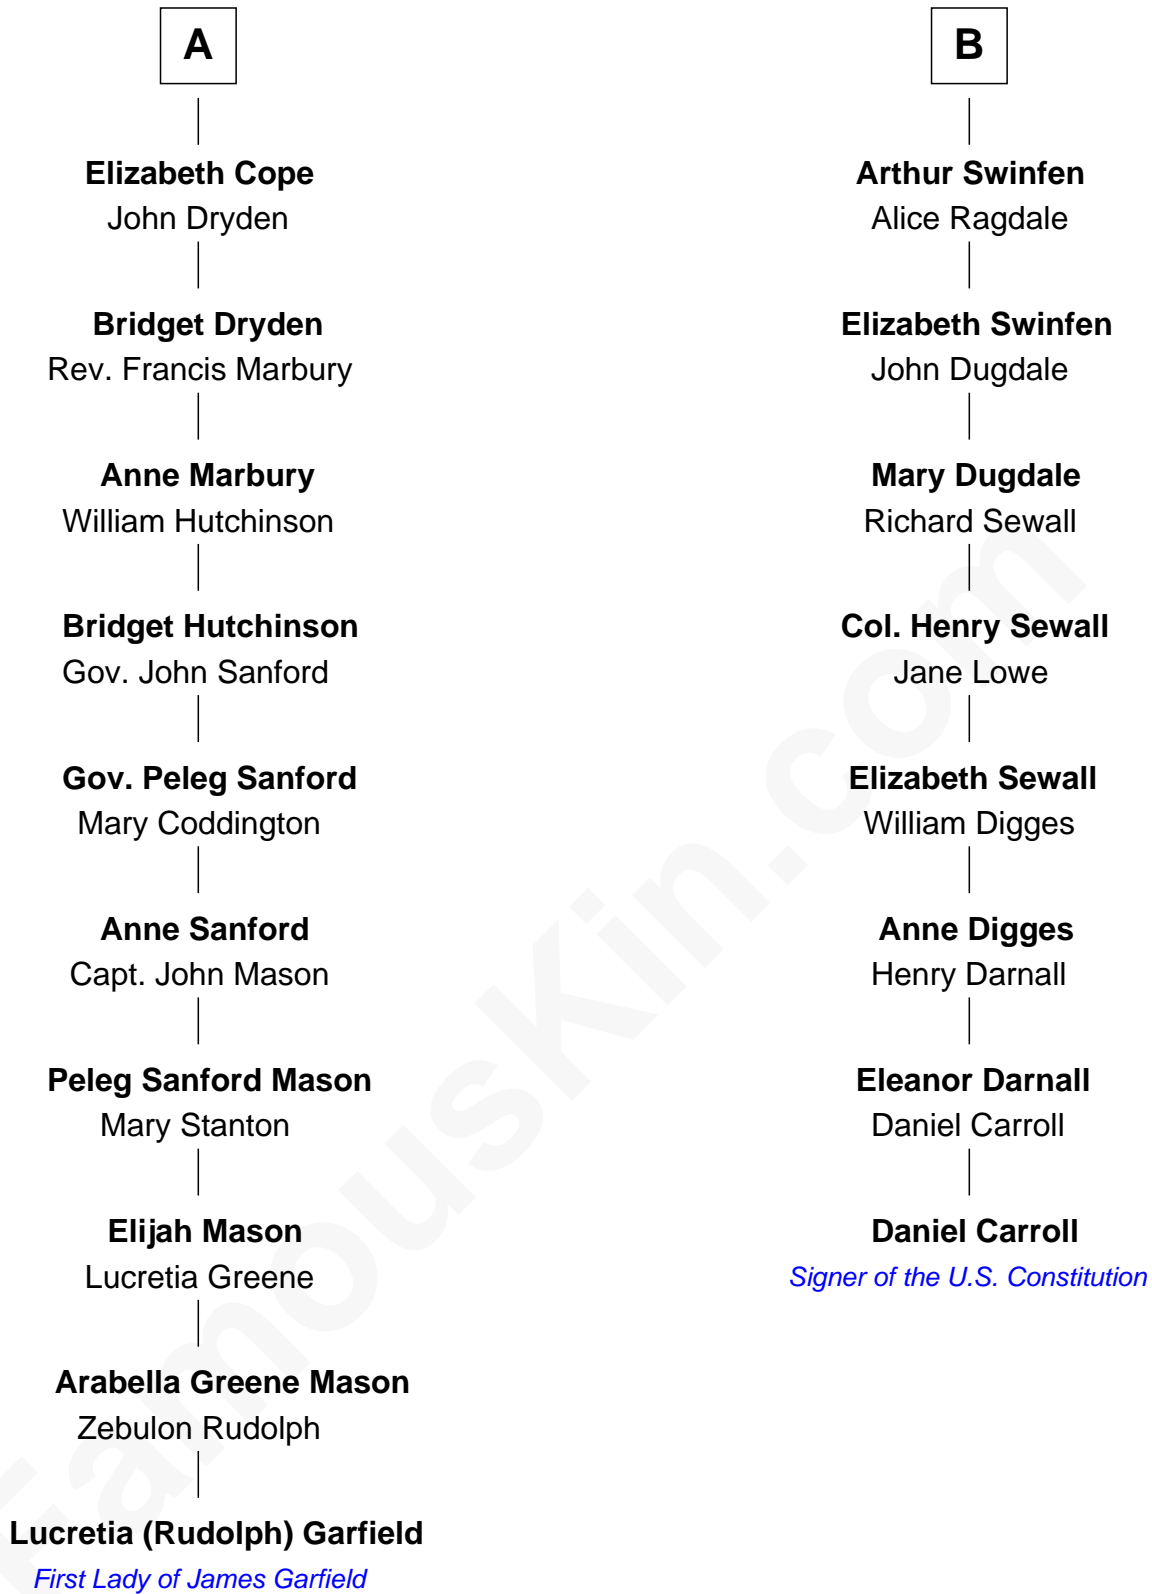 A
Elizabeth Cope
John Dryden
Bridget Dryden
Rev. Francis Marbury
Anne Marbury
William Hutchinson
Bridget Hutchinson
Gov. John Sanford
Gov. Peleg Sanford
Mary Coddington
Anne Sanford
Capt. John Mason
Peleg Sanford Mason
Mary Stanton
Elijah Mason
Lucretia Greene
Arabella Greene Mason
Zebulon Rudolph
Lucretia (Rudolph) Garfield
First Lady of James Garfield
B
Arthur Swinfen
Alice Ragdale
Elizabeth Swinfen
John Dugdale
Mary Dugdale
Richard Sewall
Col. Henry Sewall
Jane Lowe
Elizabeth Sewall
William Digges
Anne Digges
Henry Darnall
Eleanor Darnall
Daniel Carroll
Daniel Carroll
Signer of the U.S. Constitution
FamousKin.com